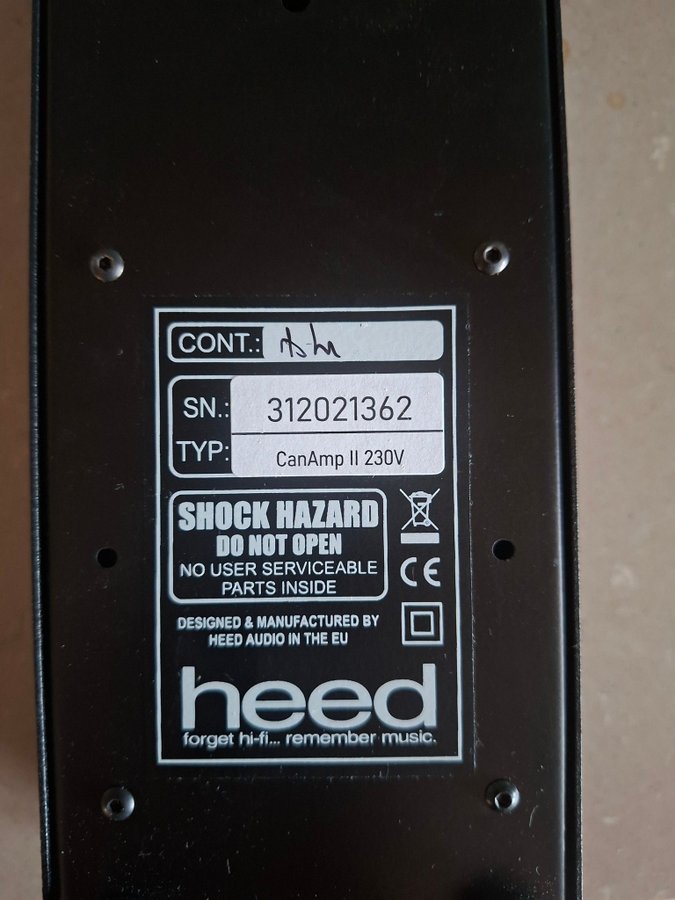 CONT.:
SN.: 312021362
TYP: CanAmp II 230V
SHOCK HAZARD
DO NOT OPEN
NO USER SERVICEABLE
PARTS INSIDE
CE
DESIGNED & MANUFACTURED BY
HEED AUDIO IN THE EU
heed
forget hi-fi... remember music.